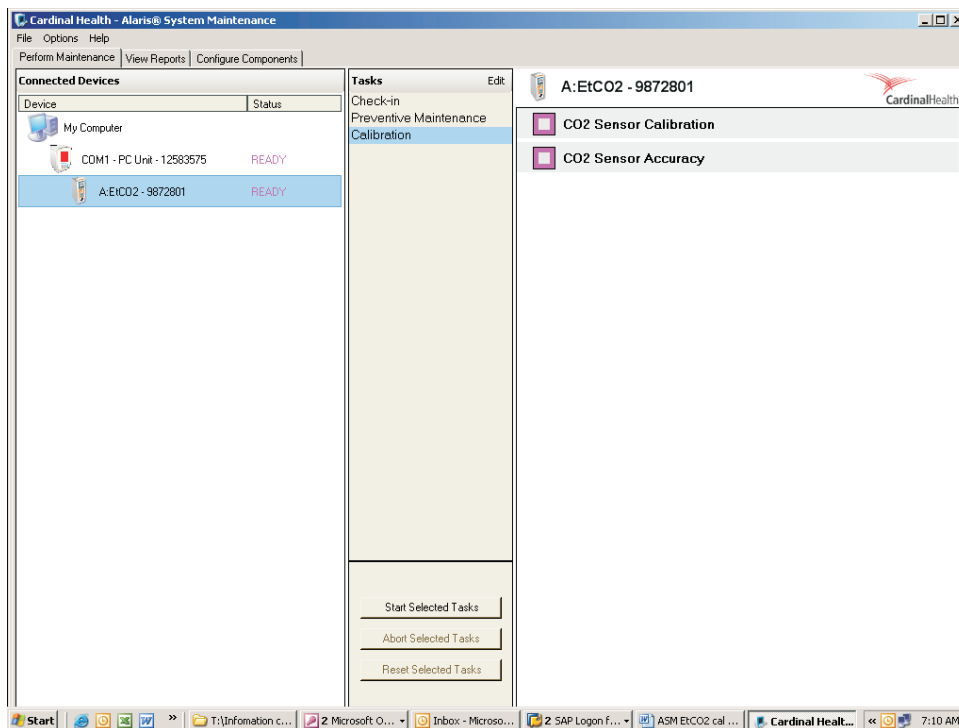 Cardinal Health - Alaris® System Maintenance
File Options Help
Perform Maintenance View Reports Configure Components
Connected Devices
Device Status
My Computer
COM1 - PC Unit - 12583575 READY
A:EtCO2 - 9872801 READY
Tasks Edit
Check-in
Preventive Maintenance
Calibration
Start Selected Tasks
Abort Selected Tasks
Reset Selected Tasks
A:EtCO2 - 9872801
CardinalHealth
CO2 Sensor Calibration
CO2 Sensor Accuracy
Start » T:\Infomation c... 2 Microsoft O... Inbox - Microso... 2 SAP Logon f... ASM EtCO2 cal ... Cardinal Healt... « 7:10 AM